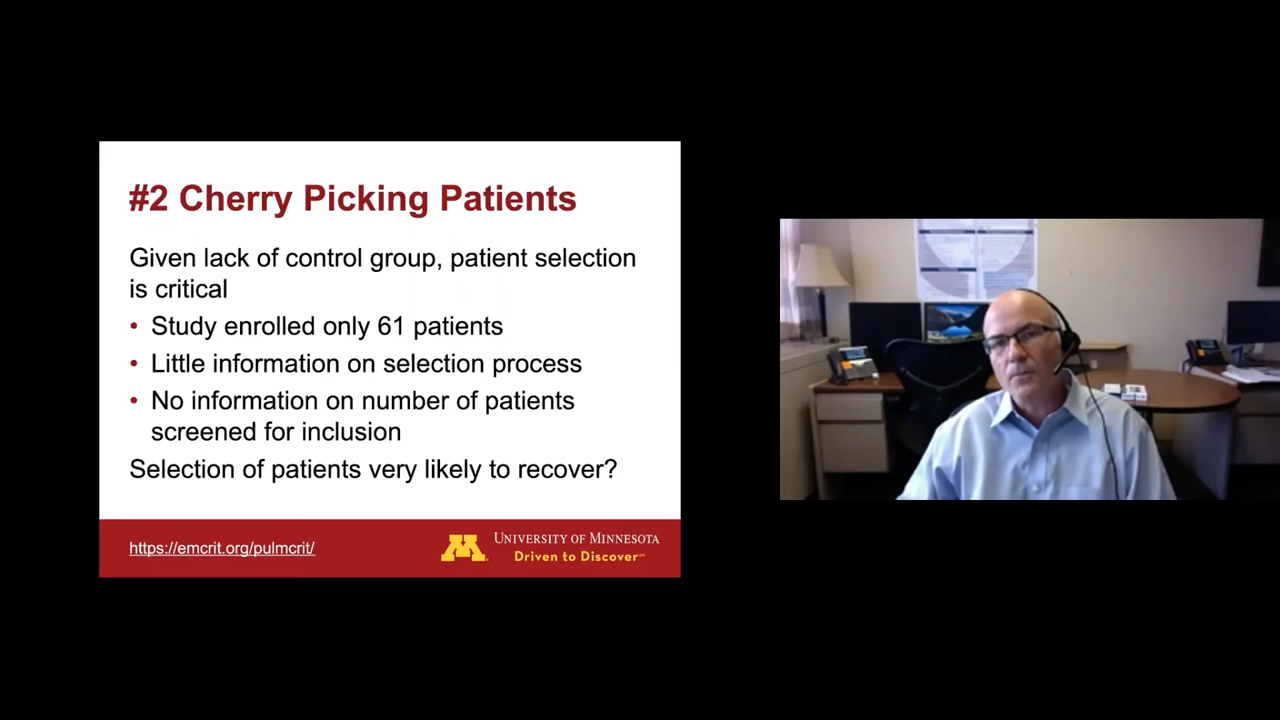 #2 Cherry Picking Patients
Given lack of control group, patient selection
is critical
• Study enrolled only 61 patients
• Little information on selection process
• No information on number of patients
screened for inclusion
Selection of patients very likely to recover?
https://emcrit.org/pulmcrit/
UNIVERSITY OF MINNESOTA
Driven to Discover℠